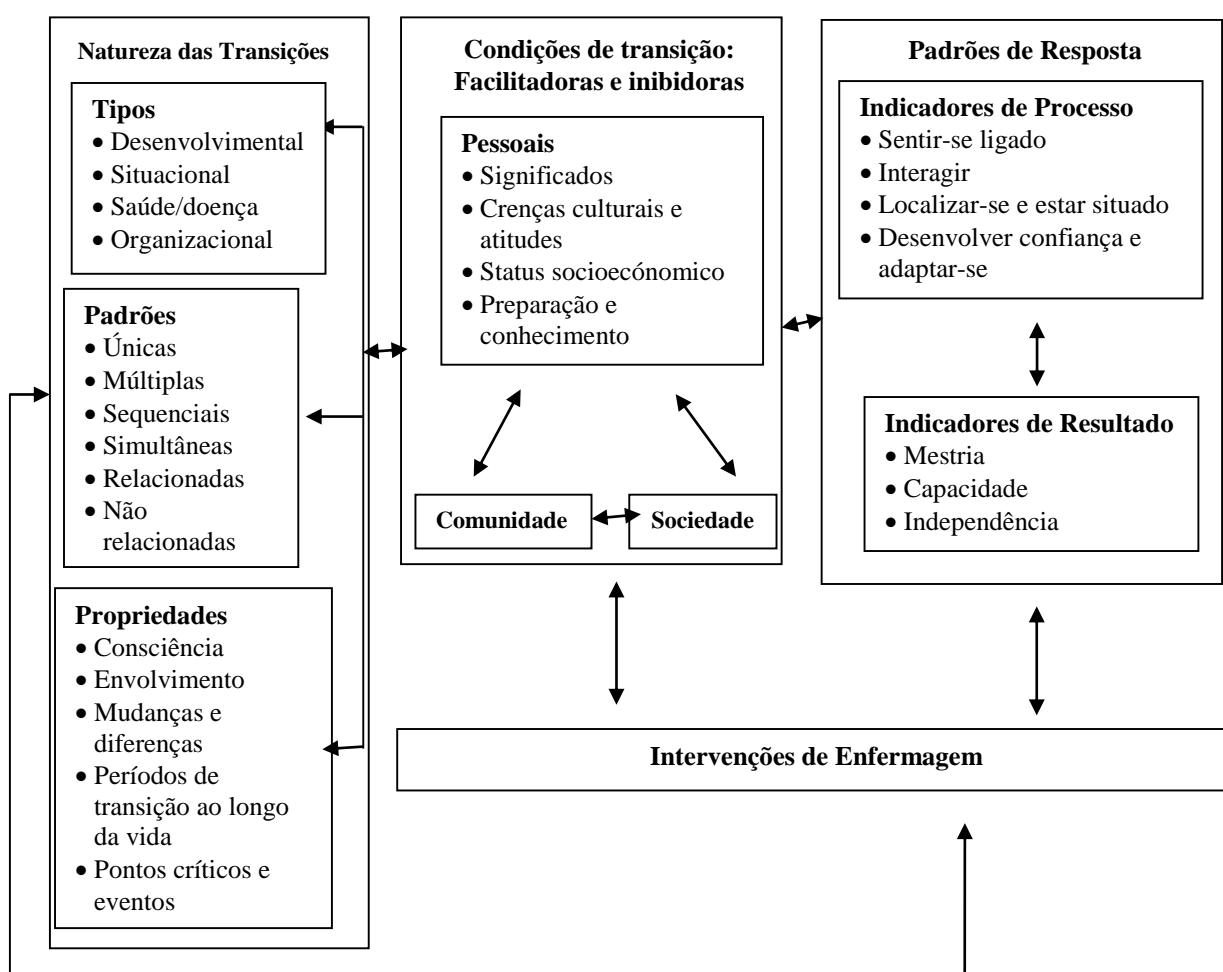 Natureza das Transições
Tipos
• Desenvolvimental
• Situacional
• Saúde/doença
• Organizacional
Padrões
• Únicas
• Múltiplas
• Sequenciais
• Simultâneas
• Relacionadas
• Não
relacionadas
Propriedades
• Consciência
• Envolvimento
• Mudanças e
diferenças
• Períodos de
transição ao longo
da vida
• Pontos críticos e
eventos
Condições de transição:
Facilitadoras e inibidoras
Pessoais
• Significados
• Crenças culturais e
atitudes
• Status socioecónomico
• Preparação e
conhecimento
Comunidade
Sociedade
Padrões de Resposta
Indicadores de Processo
• Sentir-se ligado
• Interagir
• Localizar-se e estar situado
• Desenvolver confiança e
adaptar-se
Indicadores de Resultado
• Mestria
• Capacidade
• Independência
Intervenções de Enfermagem